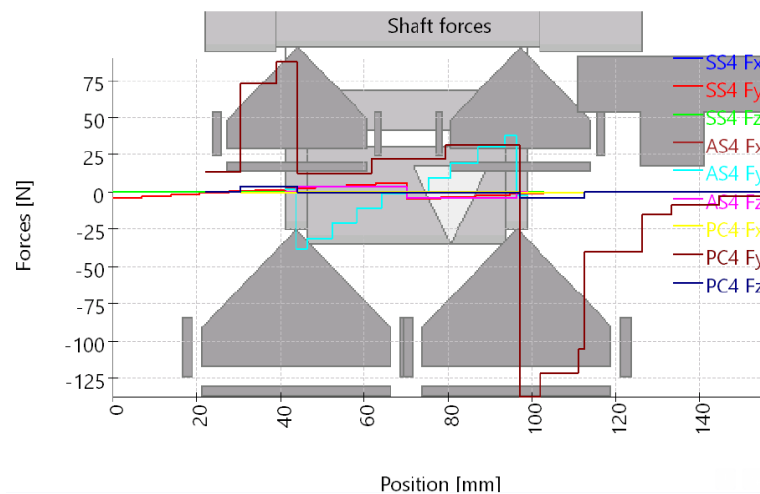 Shaft forces
75
50
25
0
-25
-50
-75
-100
-125
Forces [N]
0
20
40
60
80
100
120
140
Position [mm]
SS4 Fx
SS4 Fy
SS4 Fz
AS4 Fx
AS4 Fy
AS4 Fz
PC4 Fx
PC4 Fy
PC4 Fz